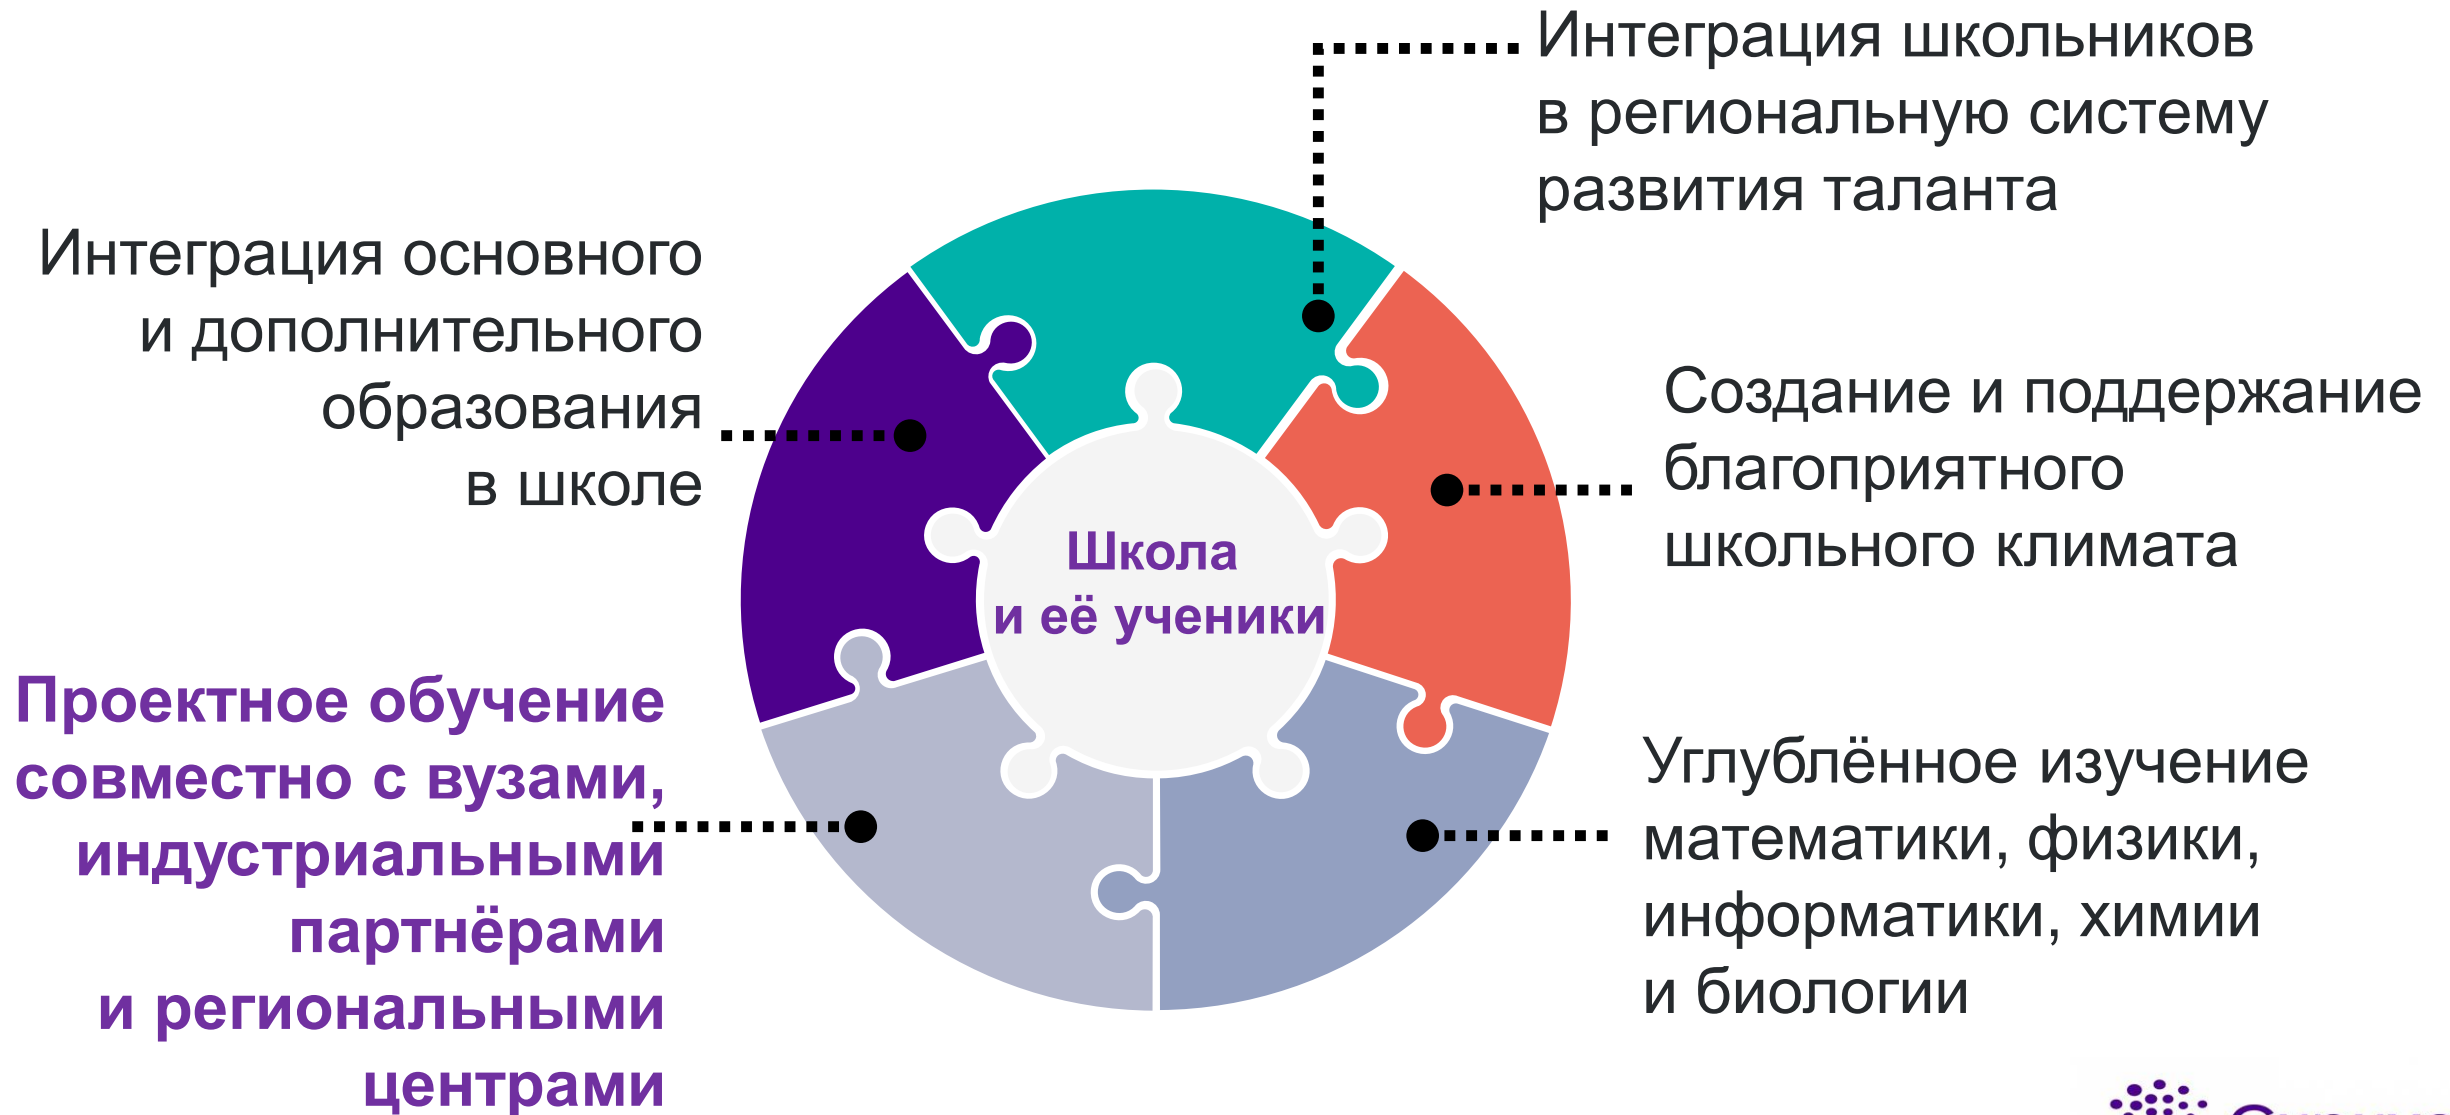 Интеграция школьников
в региональную систему
развития таланта
Интеграция основного
и дополнительного
образования
в школе
Создание и поддержание
благоприятного
школьного климата
Школа
и её ученики
Проектное обучение
совместно с вузами,
индустриальными
партнёрами
и региональными
центрами
Углублённое изучение
математики, физики,
информатики, химии
и биологии